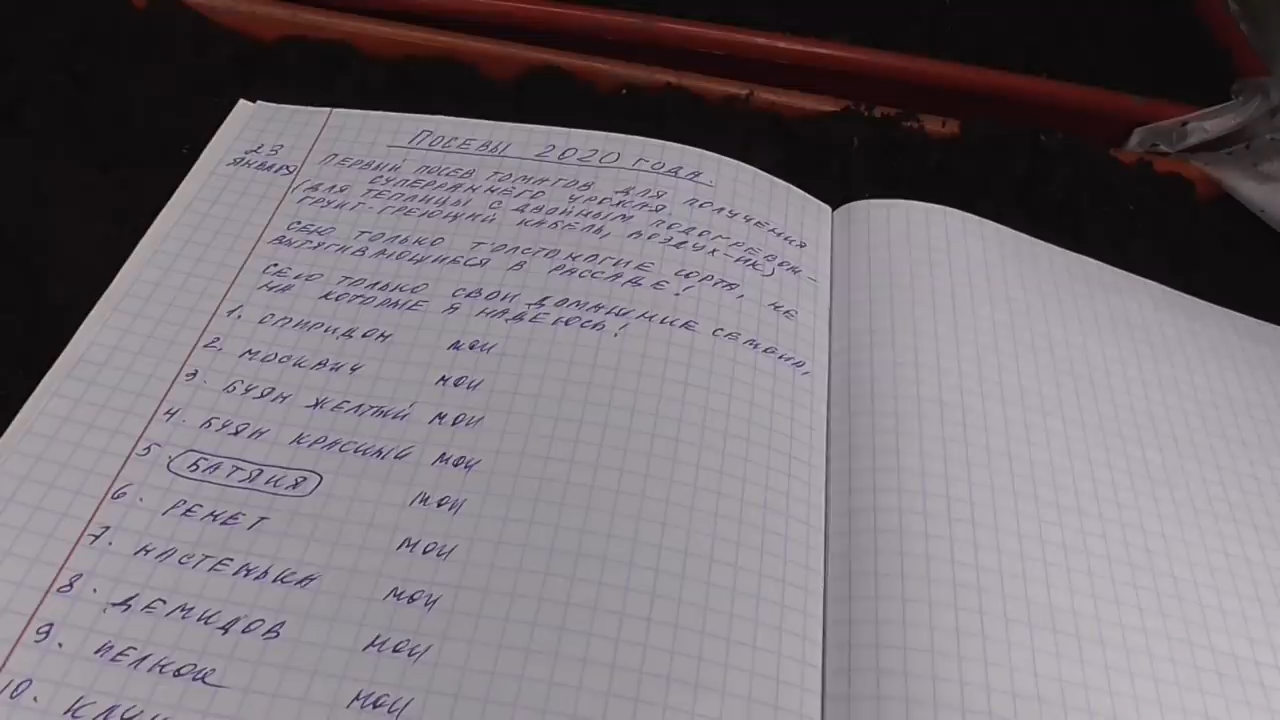 ПОСЕВЫ 2020 ГОДА.
23
ЯНВАРЯ
ПЕРВЫЙ ПОСЕВ ТОМАТОВ ДЛЯ ПОЛУЧЕНИЯ
СУПЕРРАННЕГО УРОЖАЯ.
(ДЛЯ ТЕПЛИЦЫ С ДВОЙНЫМ ПОДОГРЕВОМ -
ГРУНТ-ГРЕЮЩИЙ КАБЕЛЬ, ВОЗДУХ-ИК)
СЕЮ ТОЛЬКО ТОЛСТОНОГИЕ СОРТА, НЕ
ВЫТЯГИВАЮЩИЕСЯ В РАССАДЕ!
СЕЮ ТОЛЬКО СВОИ ДОМАШНИЕ СЕМЕНА,
НА КОТОРЫЕ Я НАДЕЮСЬ!
1. СПИРИДОН МОИ
2. МОСКВИЧ МОИ
3. БУЯН ЖЕЛТЫЙ МОИ
4. БУЯН КРАСНЫЙ МОИ
5. БАТЯНЯ МОИ
6. РЕМЕТ МОИ
7. НАСТЕНЬКА МОИ
8. ДЕМИДОВ МОИ
9. МОИ
10.